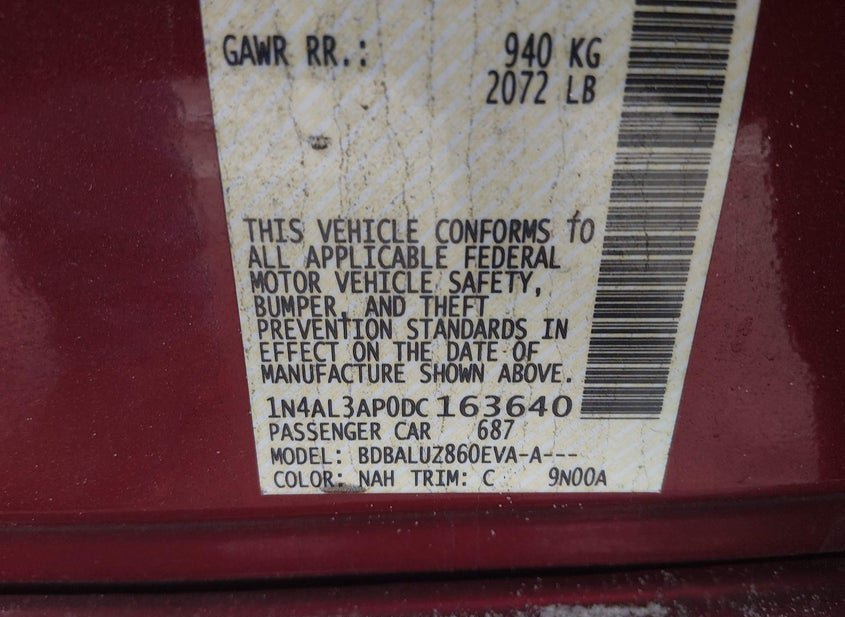 GAWR RR.: 940 KG
2072 LB
THIS VEHICLE CONFORMS TO
ALL APPLICABLE FEDERAL
MOTOR VEHICLE SAFETY,
BUMPER, AND THEFT
PREVENTION STANDARDS IN
EFFECT ON THE DATE OF
MANUFACTURE SHOWN ABOVE.
1N4AL3AP0DC163640
PASSENGER CAR 687
MODEL: BDBALUZ860EVA-A---
COLOR: NAH TRIM: C 9N00A